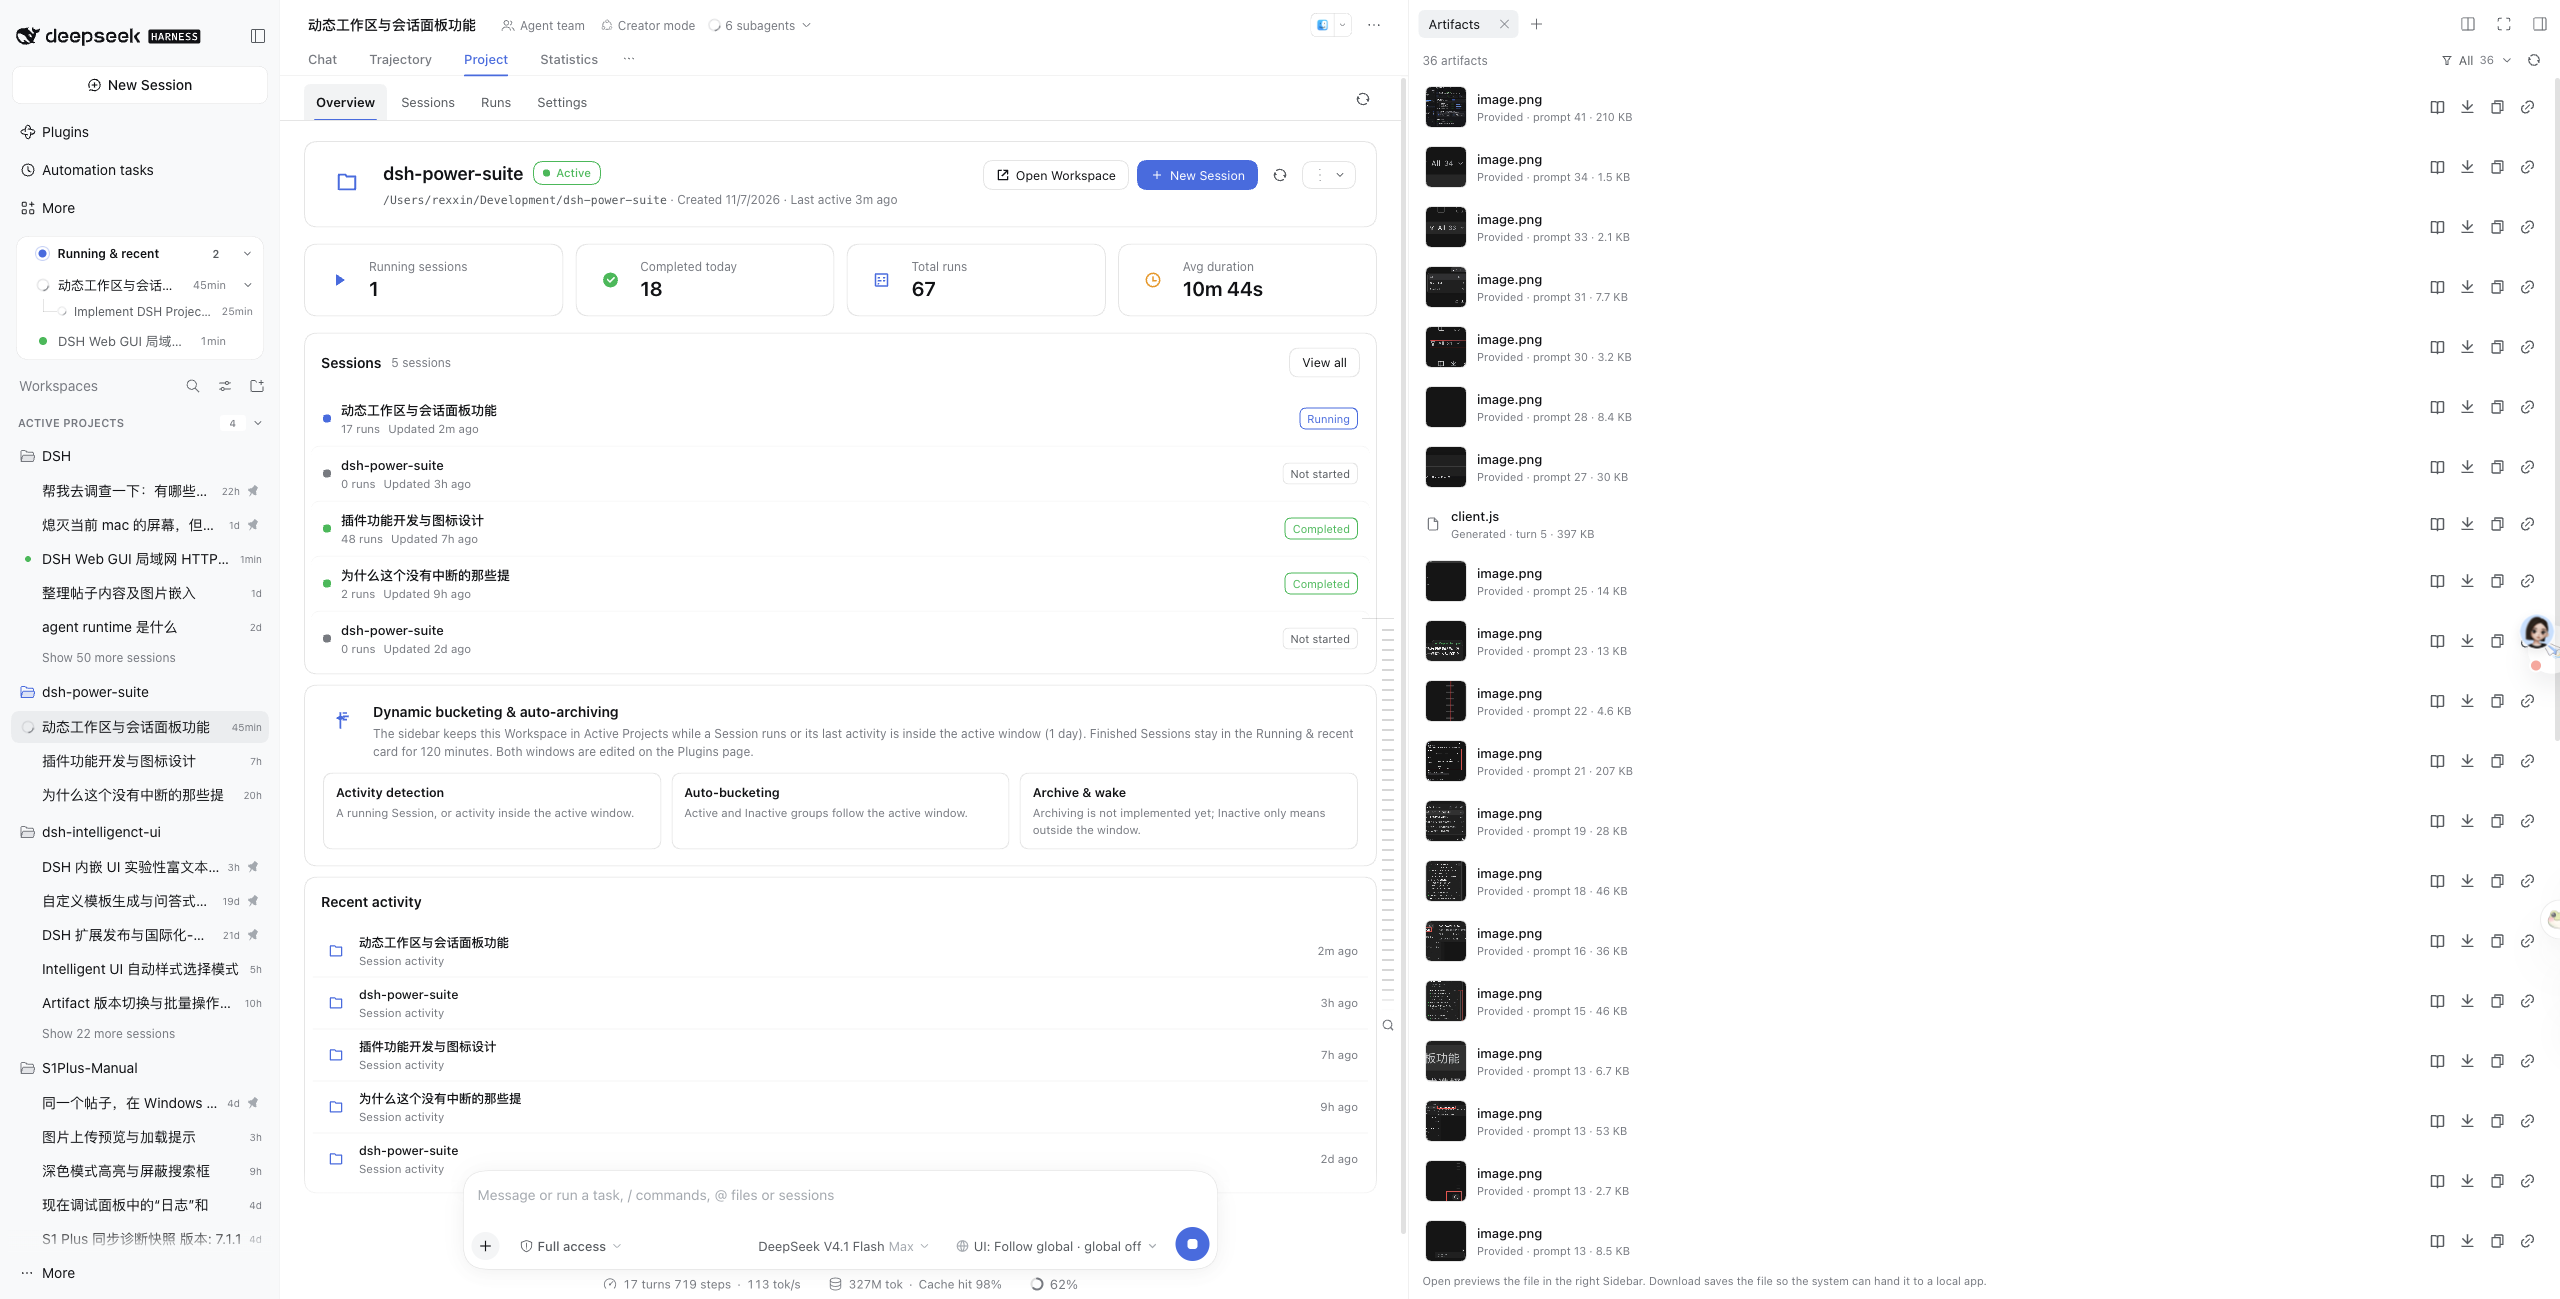 deepseek HARNESS
New Session
Plugins
Automation tasks
More
Running & recent 2
动态工作区与会话... 45min
Implement DSH Projec... 25min
DSH Web GUI 局域... 1min
Workspaces
ACTIVE PROJECTS 4
DSH
帮我去调查一下：有哪些... 22h
熄灭当前 mac 的屏幕，但... 1d
DSH Web GUI 局域网 HTTP... 1min
整理帖子内容及图片嵌入 1d
agent runtime 是什么 2d
Show 50 more sessions
dsh-power-suite
动态工作区与会话面板功能 45min
插件功能开发与图标设计 7h
为什么这个没有中断的那些提 20h
dsh-intelligenct-ui
DSH 内嵌 UI 实验性富文本... 3h
自定义模板生成与问答式... 19d
DSH 扩展发布与国际化-... 21d
Intelligent UI 自动样式选择模式 5h
Artifact 版本切换与批量操作... 10h
Show 22 more sessions
S1Plus-Manual
同一个帖子，在 Windows ... 4d
图片上传预览与加载提示 3h
深色模式高亮与屏蔽搜索框 9h
现在调试面板中的“日志”和 4d
S1 Plus 同步诊断快照 版本: 7.1.1 4d
More
动态工作区与会话面板功能 Agent team Creator mode 6 subagents
Chat Trajectory Project Statistics
Overview Sessions Runs Settings
dsh-power-suite Active
/Users/rexxin/Development/dsh-power-suite · Created 11/7/2026 · Last active 3m ago
Open Workspace
+ New Session
Running sessions
1
Completed today
18
Total runs
67
Avg duration
10m 44s
Sessions 5 sessions
View all
动态工作区与会话面板功能
17 runs Updated 2m ago
Running
dsh-power-suite
0 runs Updated 3h ago
Not started
插件功能开发与图标设计
48 runs Updated 7h ago
Completed
为什么这个没有中断的那些提
2 runs Updated 9h ago
Completed
dsh-power-suite
0 runs Updated 2d ago
Not started
Dynamic bucketing & auto-archiving
The sidebar keeps this Workspace in Active Projects while a Session runs or its last activity is inside the active window (1 day). Finished Sessions stay in the Running & recent
card for 120 minutes. Both windows are edited on the Plugins page.
Activity detection
A running Session, or activity inside the active window.
Auto-bucketing
Active and Inactive groups follow the active window.
Archive & wake
Archiving is not implemented yet; Inactive only means
outside the window.
Recent activity
动态工作区与会话面板功能
Session activity
2m ago
dsh-power-suite
Session activity
3h ago
插件功能开发与图标设计
Session activity
7h ago
为什么这个没有中断的那些提
Session activity
9h ago
dsh-power-suite
Session activity
2d ago
Message or run a task, / commands, @ files or sessions
Full access
DeepSeek V4.1 Flash Max
UI: Follow global · global off
17 turns 719 steps · 113 tok/s 327M tok · Cache hit 98% 62%
Artifacts
36 artifacts
All 36
image.png
Provided · prompt 41 · 210 KB
All 34
image.png
Provided · prompt 34 · 1.5 KB
All 33
image.png
Provided · prompt 33 · 2.1 KB
image.png
Provided · prompt 31 · 7.7 KB
image.png
Provided · prompt 30 · 3.2 KB
image.png
Provided · prompt 28 · 8.4 KB
image.png
Provided · prompt 27 · 30 KB
client.js
Generated · turn 5 · 397 KB
image.png
Provided · prompt 25 · 14 KB
image.png
Provided · prompt 23 · 13 KB
image.png
Provided · prompt 22 · 4.6 KB
image.png
Provided · prompt 21 · 207 KB
image.png
Provided · prompt 19 · 28 KB
image.png
Provided · prompt 18 · 46 KB
image.png
Provided · prompt 16 · 36 KB
image.png
Provided · prompt 15 · 46 KB
板功能
image.png
Provided · prompt 13 · 6.7 KB
image.png
Provided · prompt 13 · 53 KB
image.png
Provided · prompt 13 · 2.7 KB
image.png
Provided · prompt 13 · 8.5 KB
Open previews the file in the right Sidebar. Download saves the file so the system can hand it to a local app.